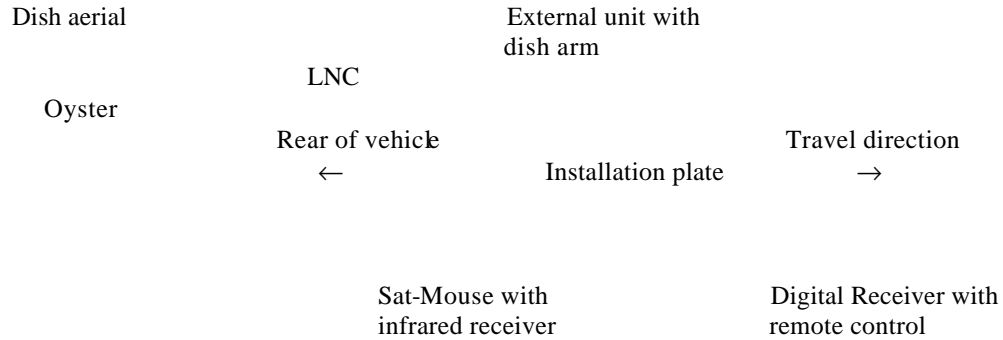 Dish aerial
External unit with
dish arm
LNC
Oyster
Rear of vehicle
Travel direction
←
Installation plate
→
Sat-Mouse with
infrared receiver
Digital Receiver with
remote control